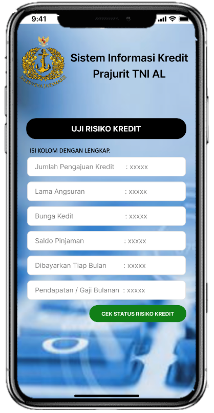 9:41
Sistem Informasi Kredit
Prajurit TNI AL
UJI RISIKO KREDIT
ISI KOLOM DENGAN LENGKAP.
Jumlah Pengajuan Kredit : xxxxx
Lama Angsuran : xxxxx
Bunga Kedit : xxxxx
Saldo Pinjaman : xxxxx
Dibayarkan Tiap Bulan : xxxxx
Pendapatan / Gaji Bulanan : xxxxx
CEK STATUS RISIKO KREDIT